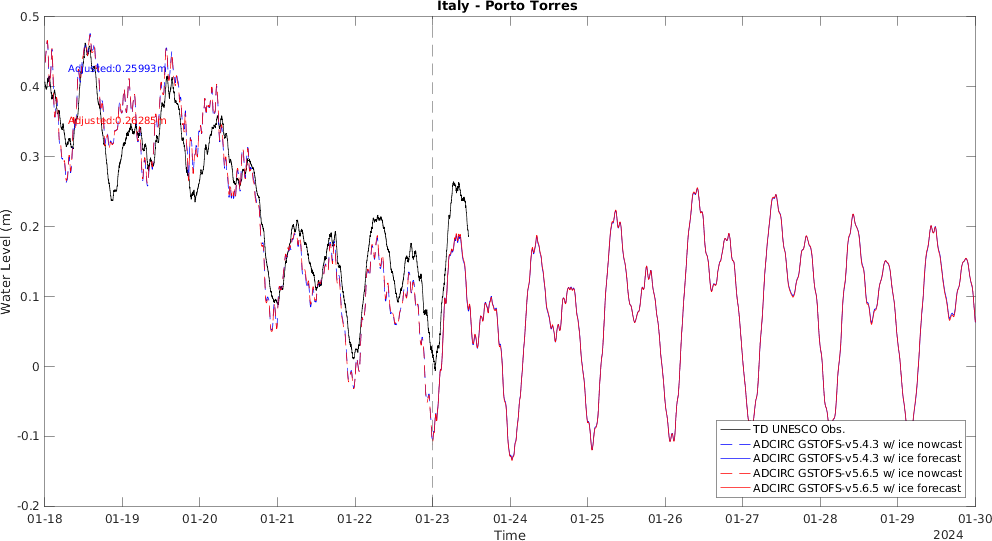 Italy - Porto Torres
0.5
0.4
0.3
0.2
0.1
0
-0.1
-0.2
Water Level (m)
Adjusted:0.25993m
Adjusted:0.26285m
TD UNESCO Obs.
ADCIRC GSTOFS-v5.4.3 w/ ice nowcast
ADCIRC GSTOFS-v5.4.3 w/ ice forecast
ADCIRC GSTOFS-v5.6.5 w/ ice nowcast
ADCIRC GSTOFS-v5.6.5 w/ ice forecast
01-18 01-19 01-20 01-21 01-22 01-23 01-24 01-25 01-26 01-27 01-28 01-29 01-30
Time
2024